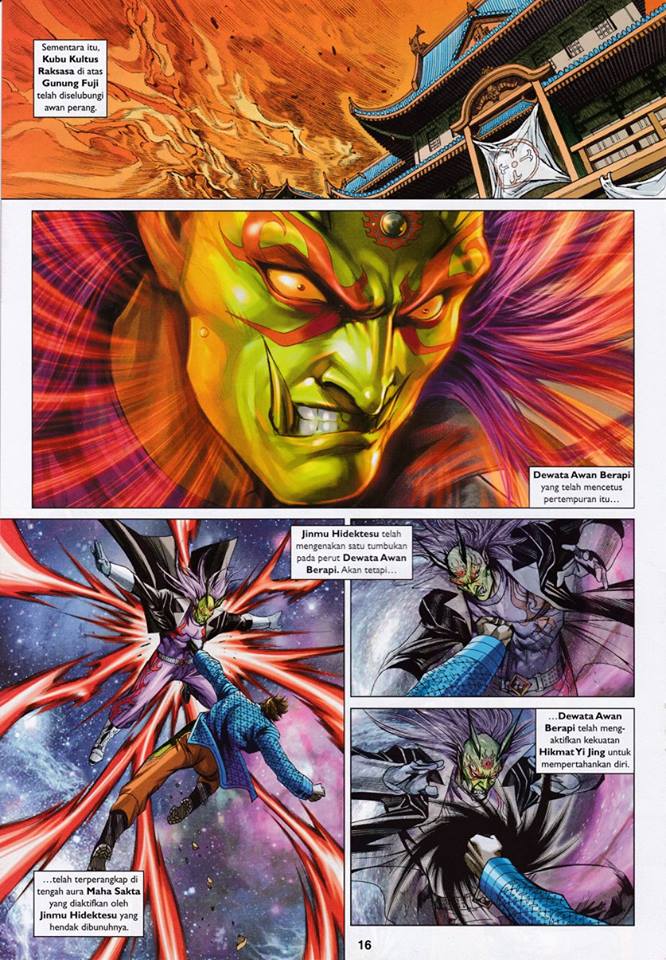 Sementara itu,
Kubu Kultus
Raksasa di atas
Gunung Fuji
telah diselubungi
awan perang.
Dewata Awan Berapi
yang telah mencetus
pertempuran itu...
...telah terperangkap di
tengah aura Maha Sakta
yang diaktifkan oleh
Jinmu Hidektesu yang
hendak dibunuhnya.
Jinmu Hidektesu telah
mengenakan satu tumbukan
pada perut Dewata Awan
Berapi. Akan tetapi...
...Dewata Awan
Berapi telah meng-
aktifkan kekuatan
Hikmat Yi Jing untuk
mempertahankan diri.
16